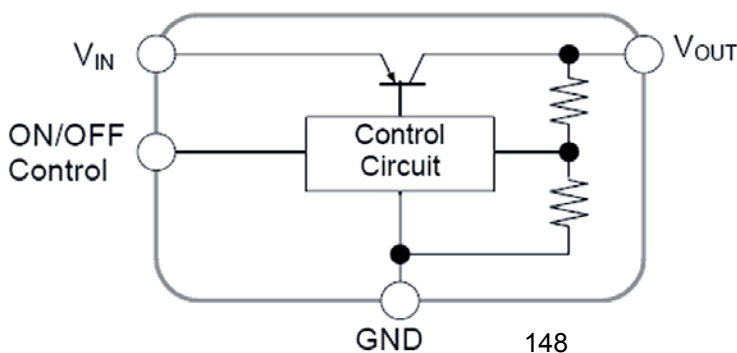 VIN
VOUT
ON/OFF
Control
Control
Circuit
GND
148